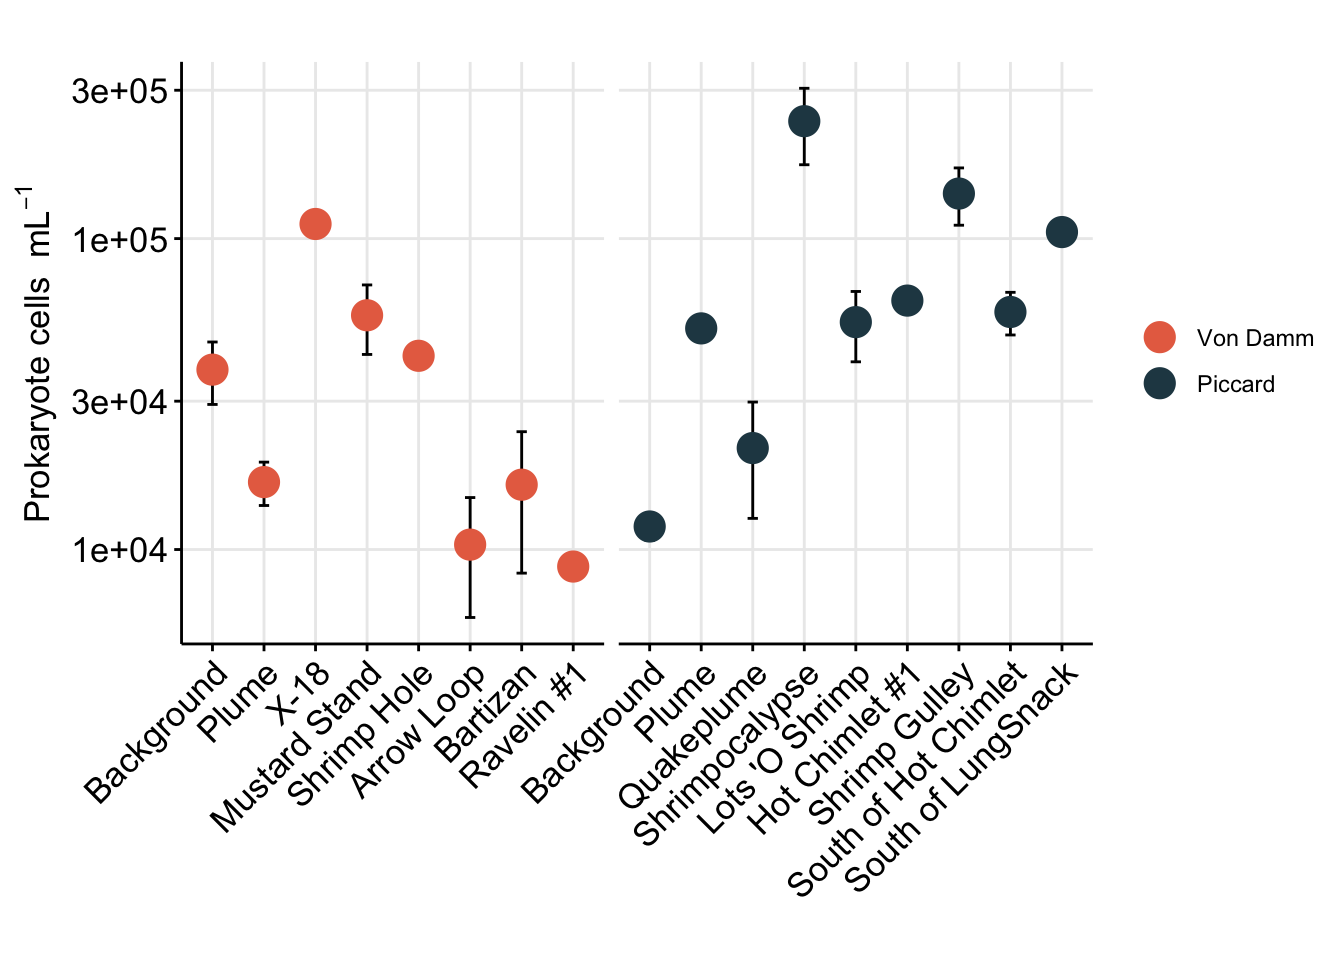 Prokaryote cells mL⁻¹
3e+05
1e+05
3e+04
1e+04
Background
Plume
X-18
Mustard Stand
Shrimp Hole
Arrow Loop
Bartizan
Ravelin #1
Background
Plume
Quakeplume
Shrimpocalypse
Lots 'O Shrimp
Hot Chimlet #1
Shrimp Gulley
South of Hot Chimlet
South of LungSnack
Von Damm
Piccard